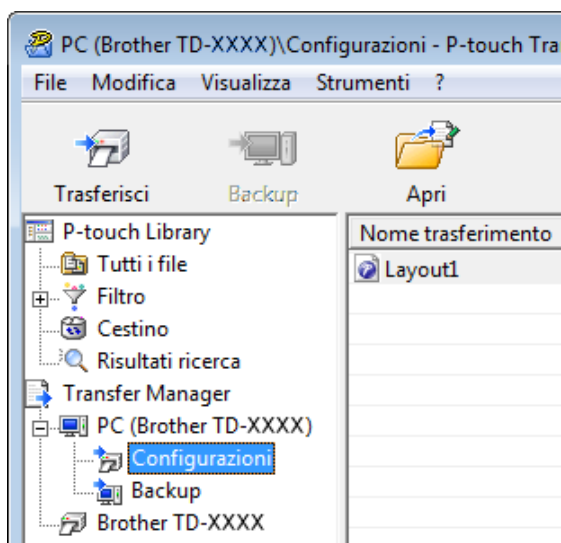 PC (Brother TD-XXXX)\Configurazioni - P-touch Tra
File Modifica Visualizza Strumenti ?
Trasferisci Backup Apri
P-touch Library
Tutti i file
Filtro
Cestino
Risultati ricerca
Transfer Manager
PC (Brother TD-XXXX)
Configurazioni
Backup
Brother TD-XXXX
Nome trasferimento
Layout1